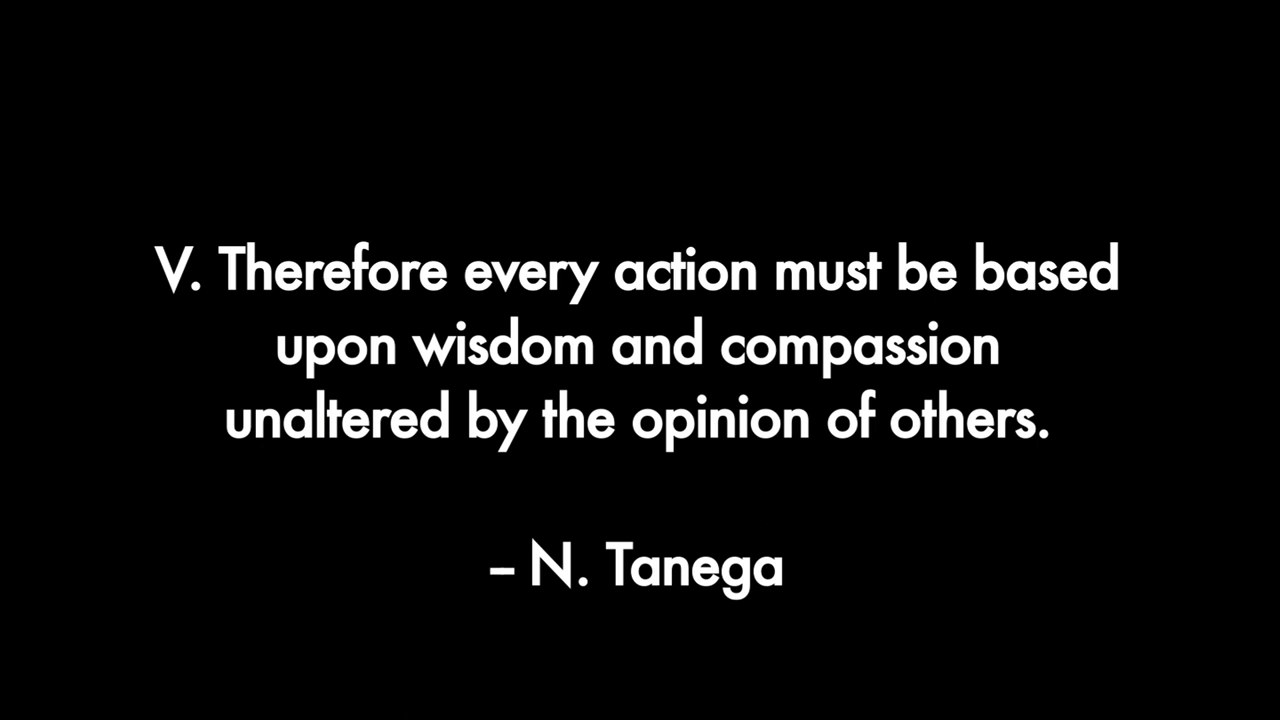 V. Therefore every action must be based
upon wisdom and compassion
unaltered by the opinion of others.
– N. Tanega